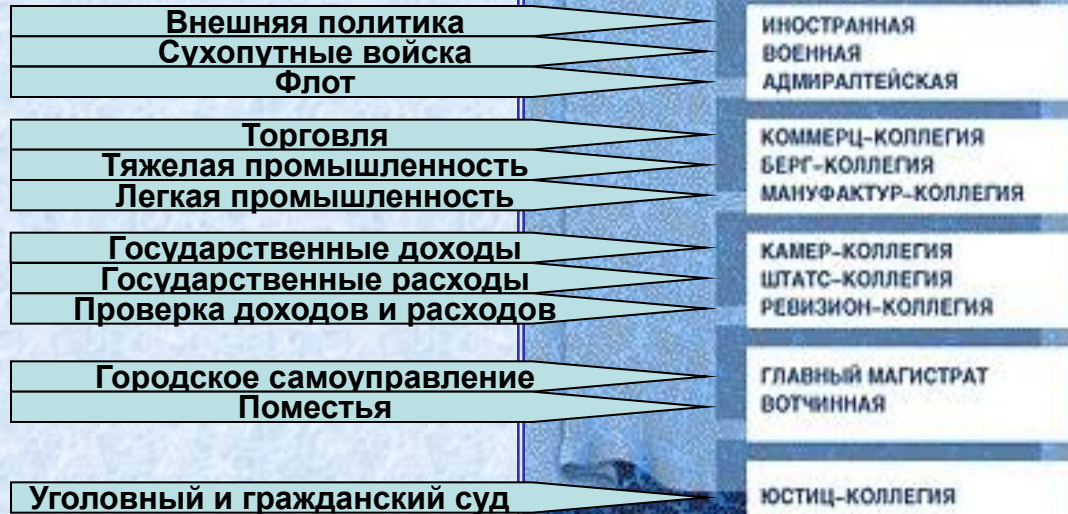 Внешняя политика
ИНОСТРАННАЯ
Сухопутные войска
ВОЕННАЯ
Флот
АДМИРАЛТЕЙСКАЯ
Торговля
КОММЕРЦ-КОЛЛЕГИЯ
Тяжелая промышленность
БЕРГ-КОЛЛЕГИЯ
Легкая промышленность
МАНУФАКТУР-КОЛЛЕГИЯ
Государственные доходы
КАМЕР-КОЛЛЕГИЯ
Государственные расходы
ШТАТС-КОЛЛЕГИЯ
Проверка доходов и расходов
РЕВИЗИОН-КОЛЛЕГИЯ
Городское самоуправление
ГЛАВНЫЙ МАГИСТРАТ
Поместья
ВОТЧИННАЯ
Уголовный и гражданский суд
ЮСТИЦ-КОЛЛЕГИЯ